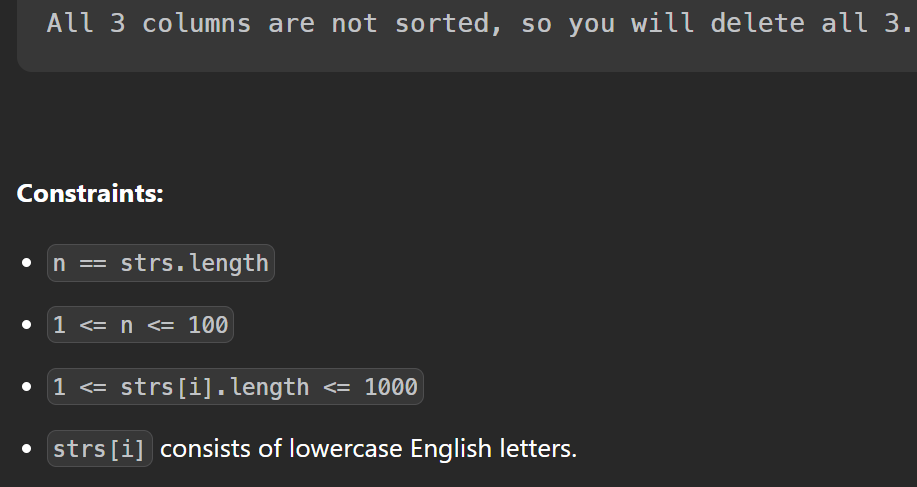 All 3 columns are not sorted, so you will delete all 3.
Constraints:
n == strs.length
1 <= n <= 100
1 <= strs[i].length <= 1000
strs[i] consists of lowercase English letters.